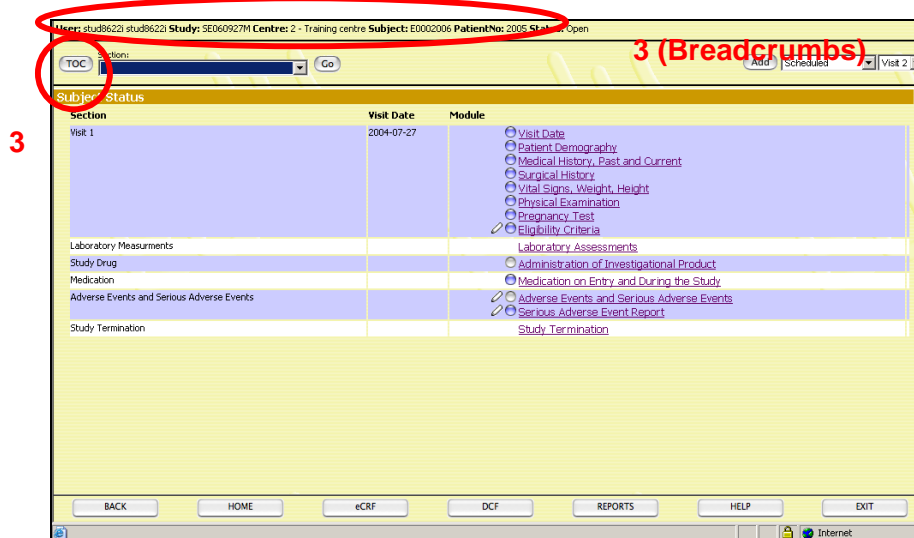 User: stud8622i stud8622i Study: SE060927M Centre: 2 - Training centre Subject: E0002006 PatientNo: 2005 Status: Open
3 (Breadcrumbs)
Section:
TOC Go Add Scheduled Visit 2
Subject Status
Section Visit Date Module
3
Visit 1 2004-07-27 Visit Date
Patient Demography
Medical History, Past and Current
Surgical History
Vital Signs, Weight, Height
Physical Examination
Pregnancy Test
Eligibility Criteria
Laboratory Measurments Laboratory Assessments
Study Drug Administration of Investigational Product
Medication Medication on Entry and During the Study
Adverse Events and Serious Adverse Events Adverse Events and Serious Adverse Events
Serious Adverse Event Report
Study Termination Study Termination
BACK HOME eCRF DCF REPORTS HELP EXIT
Internet